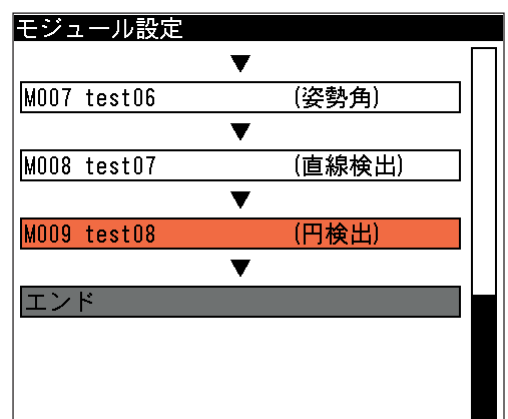 モジュール設定
▼
M007 test06 (姿勢角)
▼
M008 test07 (直線検出)
▼
M009 test08 (円検出)
▼
エンド